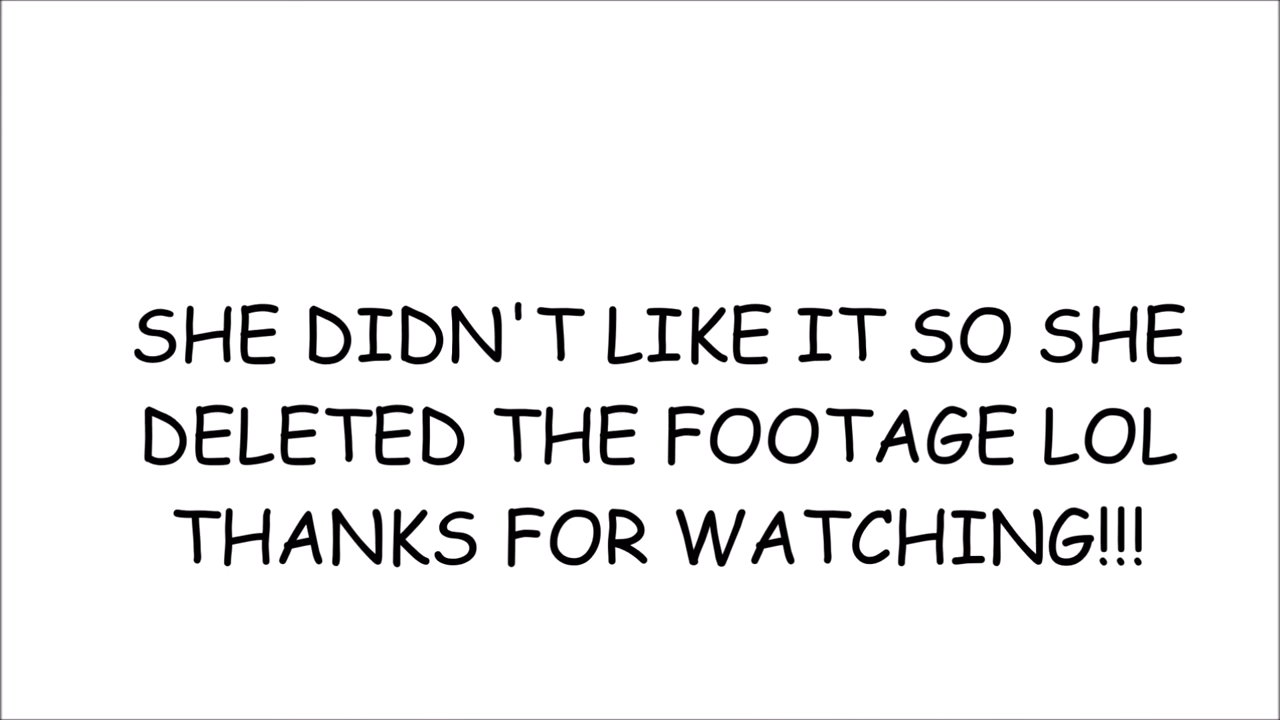 SHE DIDN'T LIKE IT SO SHE
DELETED THE FOOTAGE LOL
THANKS FOR WATCHING!!!